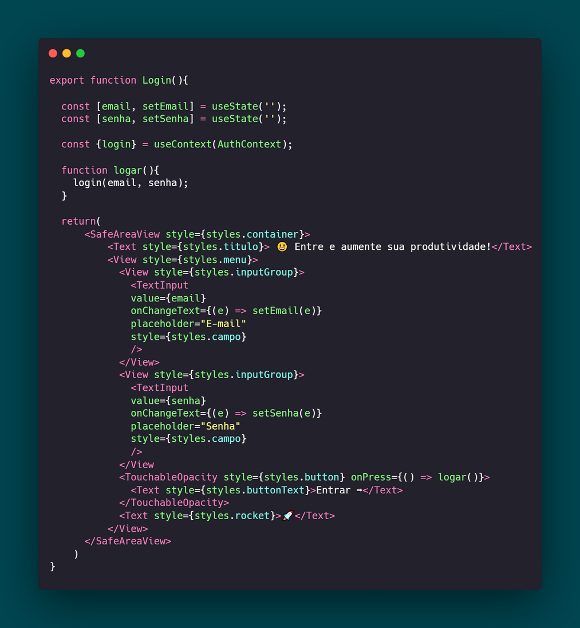 export function Login(){
const [email, setEmail] = useState('');
const [senha, setSenha] = useState('');
const {login} = useContext(AuthContext);
function logar(){
login(email, senha);
}
return(
<SafeAreaView style={styles.container}>
<Text style={styles.titulo}> 😃 Entre e aumente sua produtividade!</Text>
<View style={styles.menu}>
<View style={styles.inputGroup}>
<TextInput
value={email}
onChangeText={(e) => setEmail(e)}
placeholder="E-mail"
style={styles.campo}
/>
</View>
<View style={styles.inputGroup}>
<TextInput
value={senha}
onChangeText={(e) => setSenha(e)}
placeholder="Senha"
style={styles.campo}
/>
</View
<TouchableOpacity style={styles.button} onPress={() => logar()}>
<Text style={styles.buttonText}>Entrar ➡</Text>
</TouchableOpacity>
<Text style={styles.rocket}>🚀</Text>
</View>
</SafeAreaView>
)
}